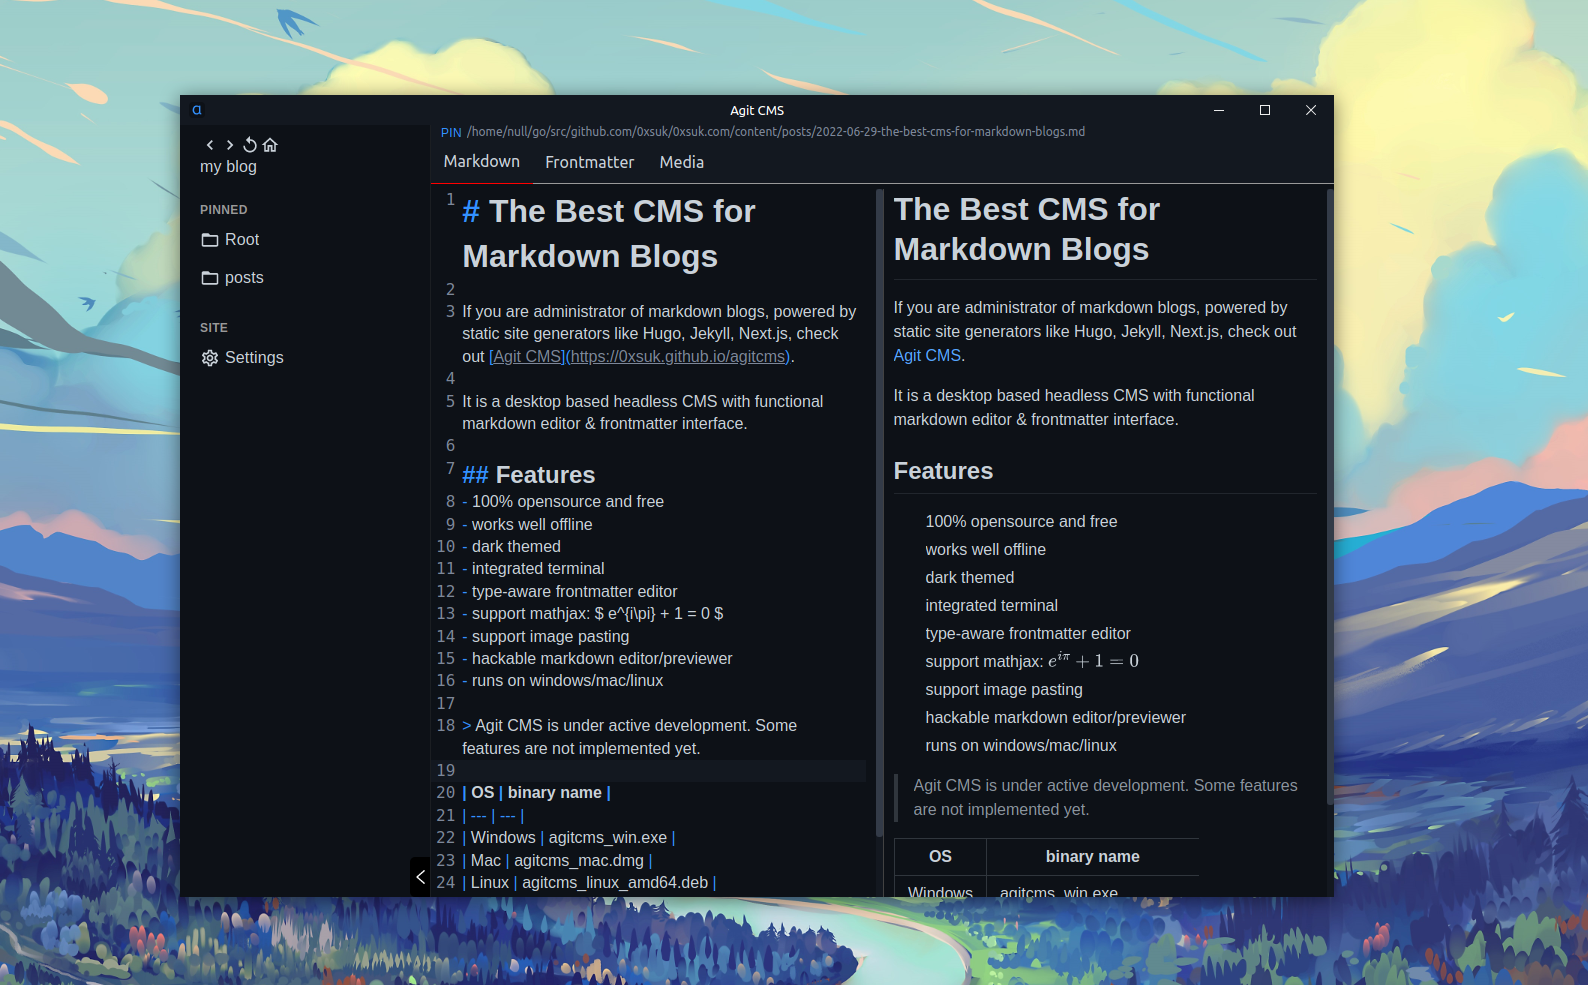 a
Agit CMS
my blog
PINNED
Root
posts
SITE
Settings
PIN /home/null/go/src/github.com/0xsuk/0xsuk.com/content/posts/2022-06-29-the-best-cms-for-markdown-blogs.md
Markdown Frontmatter Media
1 # The Best CMS for
Markdown Blogs
2
3 If you are administrator of markdown blogs, powered by
static site generators like Hugo, Jekyll, Next.js, check
out [Agit CMS](https://0xsuk.github.io/agitcms).
4
5 It is a desktop based headless CMS with functional
markdown editor & frontmatter interface.
6
7 ## Features
8 - 100% opensource and free
9 - works well offline
10 - dark themed
11 - integrated terminal
12 - type-aware frontmatter editor
13 - support mathjax: $ e^{i\pi} + 1 = 0 $
14 - support image pasting
15 - hackable markdown editor/previewer
16 - runs on windows/mac/linux
17
18 > Agit CMS is under active development. Some
features are not implemented yet.
19
20 | OS | binary name |
21 | --- | --- |
22 | Windows | agitcms_win.exe |
23 | Mac | agitcms_mac.dmg |
24 | Linux | agitcms_linux_amd64.deb |
The Best CMS for
Markdown Blogs
If you are administrator of markdown blogs, powered by
static site generators like Hugo, Jekyll, Next.js, check out
Agit CMS.
It is a desktop based headless CMS with functional
markdown editor & frontmatter interface.
Features
100% opensource and free
works well offline
dark themed
integrated terminal
type-aware frontmatter editor
support mathjax: e^{iπ} + 1 = 0
support image pasting
hackable markdown editor/previewer
runs on windows/mac/linux
Agit CMS is under active development. Some features
are not implemented yet.
OS binary name
Windows agitcms_win.exe